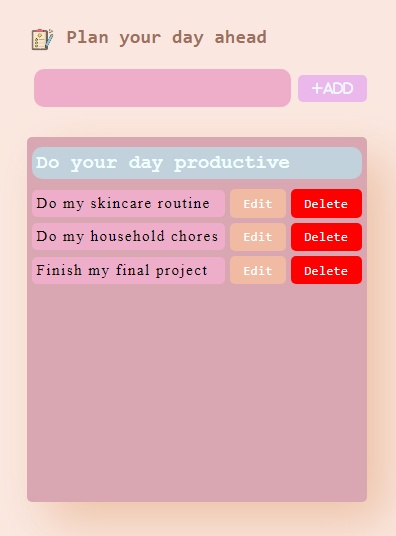 Plan your day ahead
+ADD
Do your day productive
Do my skincare routine Edit Delete
Do my household chores Edit Delete
Finish my final project Edit Delete